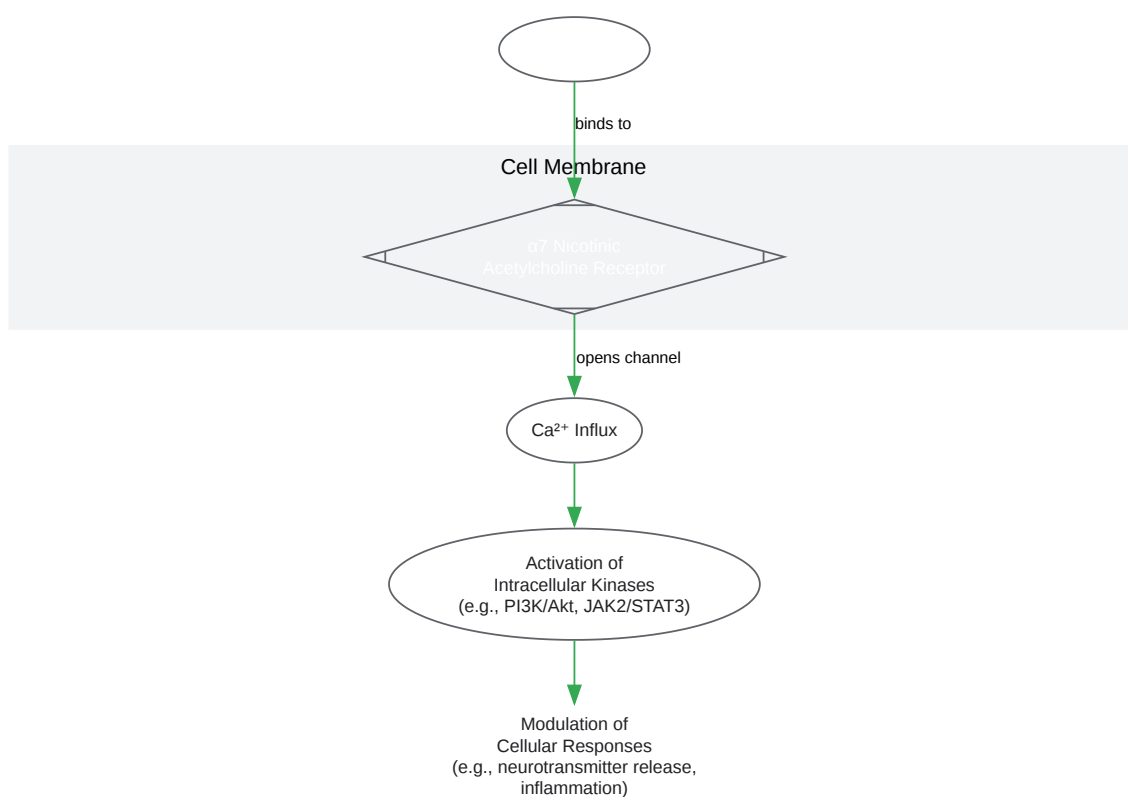 binds to
Cell Membrane
α7 Nicotinic
Acetylcholine Receptor
opens channel
Ca²⁺ Influx
Activation of
Intracellular Kinases
(e.g., PI3K/Akt, JAK2/STAT3)
Modulation of
Cellular Responses
(e.g., neurotransmitter release,
inflammation)